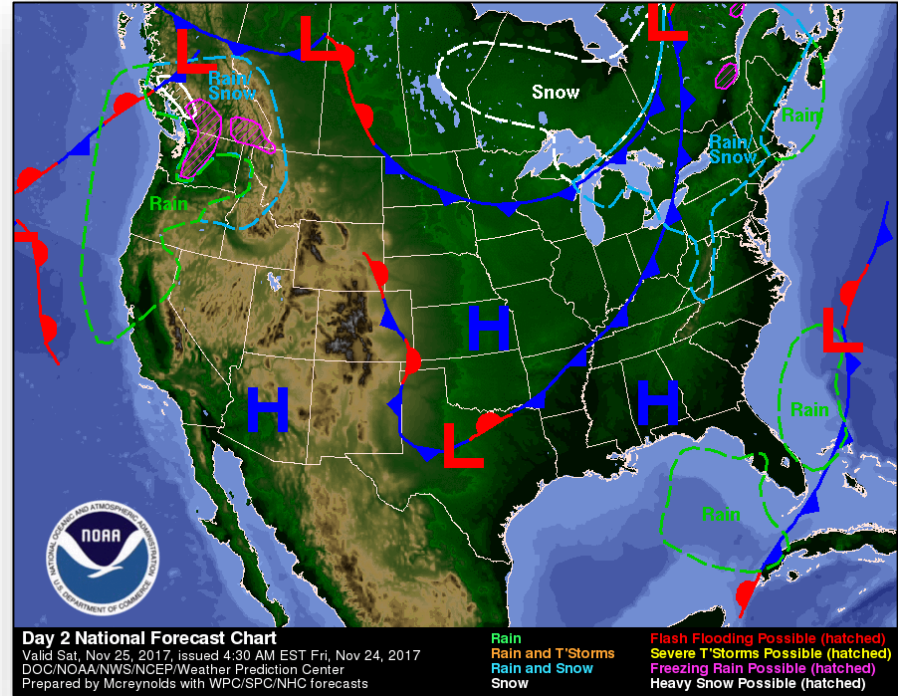 L
L
L
Rain/
Snow
Snow
Rain
Rain/
Snow
Rain
L
H
L
H
H
Rain
L
Rain
NATIONAL OCEANIC AND ATMOSPHERIC ADMINISTRATION
NOAA
U.S. DEPARTMENT OF COMMERCE
Day 2 National Forecast Chart
Valid Sat, Nov 25, 2017, issued 4:30 AM EST Fri, Nov 24, 2017
DOC/NOAA/NWS/NCEP/Weather Prediction Center
Prepared by Mcreynolds with WPC/SPC/NHC forecasts
Rain
Rain and T'Storms
Rain and Snow
Snow
Flash Flooding Possible (hatched)
Severe T'Storms Possible (hatched)
Freezing Rain Possible (hatched)
Heavy Snow Possible (hatched)